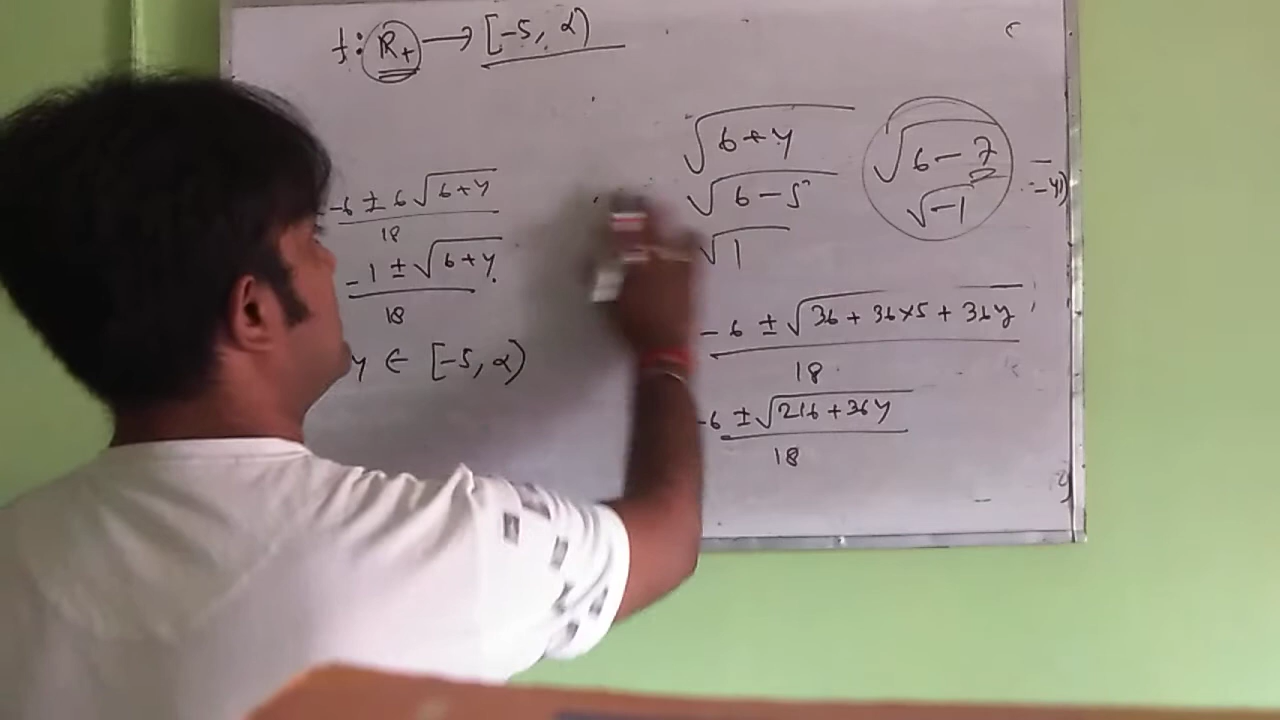 f: R+ → [-5, ∝)
-6 ± 6√(6+y)
18
-1 ± √(6+y)
18
y ∈ [-5, ∝)
√(6+y)
√(6-5)
√1
√(6-7)
√-1
-y)
-6 ± √(36+36×5+36y)
18
-6 ± √(216+36y)
18